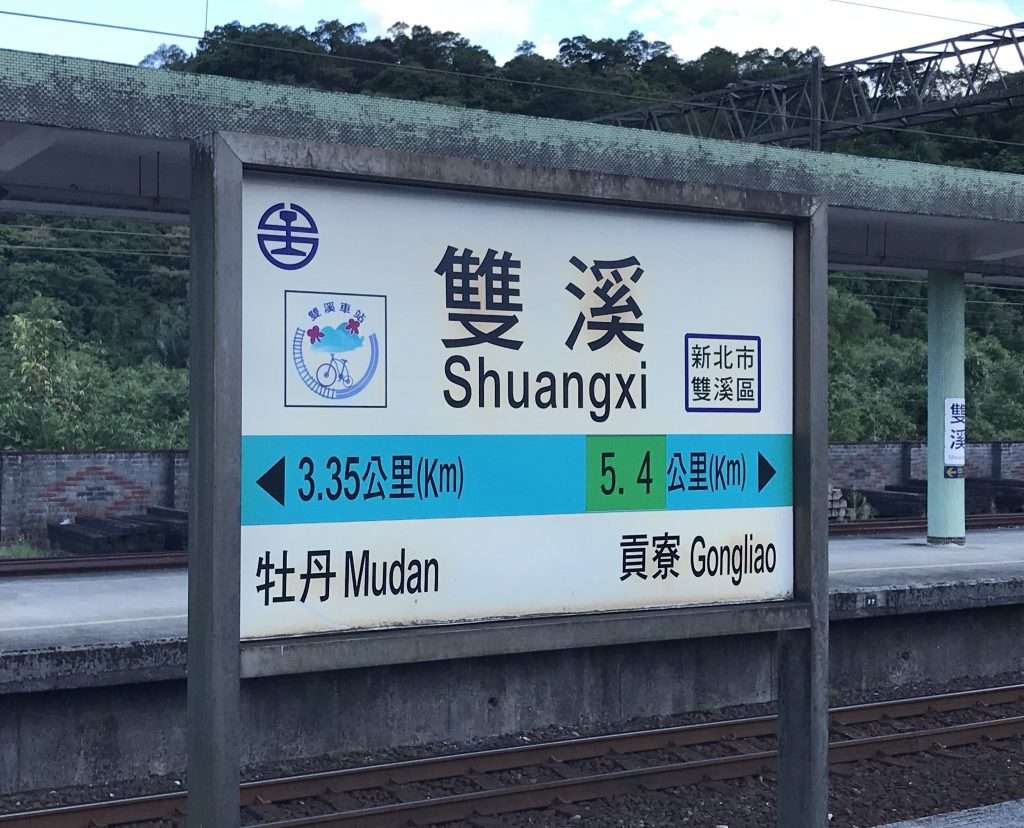 雙溪車站
雙溪
Shuangxi
新北市
雙溪區
3.35公里(Km)
5.4公里(Km)
牡丹 Mudan
貢寮 Gongliao
雙溪